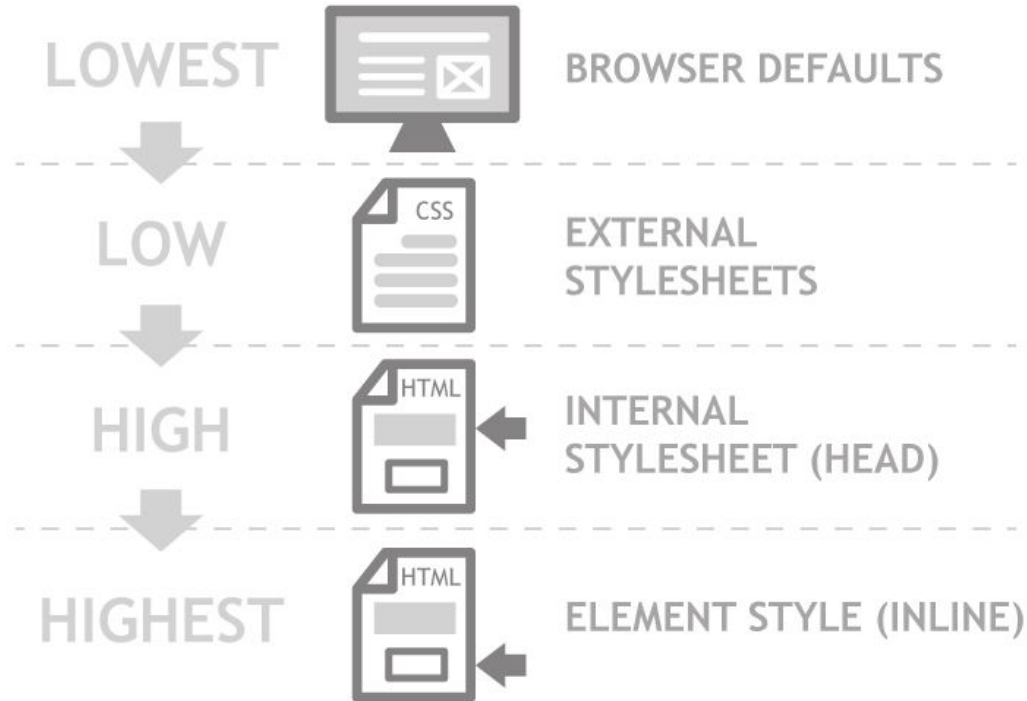 LOWEST
BROWSER DEFAULTS
LOW
CSS
EXTERNAL
STYLESHEETS
HIGH
HTML
INTERNAL
STYLESHEET (HEAD)
HIGHEST
HTML
ELEMENT STYLE (INLINE)